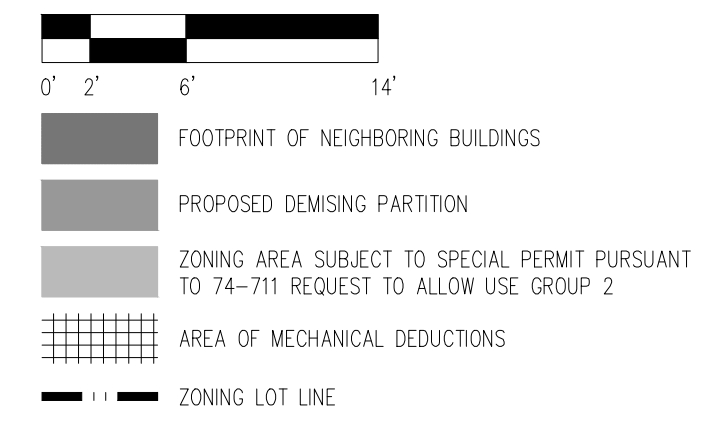 0' 2' 6' 14'
FOOTPRINT OF NEIGHBORING BUILDINGS
PROPOSED DEMISING PARTITION
ZONING AREA SUBJECT TO SPECIAL PERMIT PURSUANT
TO 74-711 REQUEST TO ALLOW USE GROUP 2
AREA OF MECHANICAL DEDUCTIONS
ZONING LOT LINE